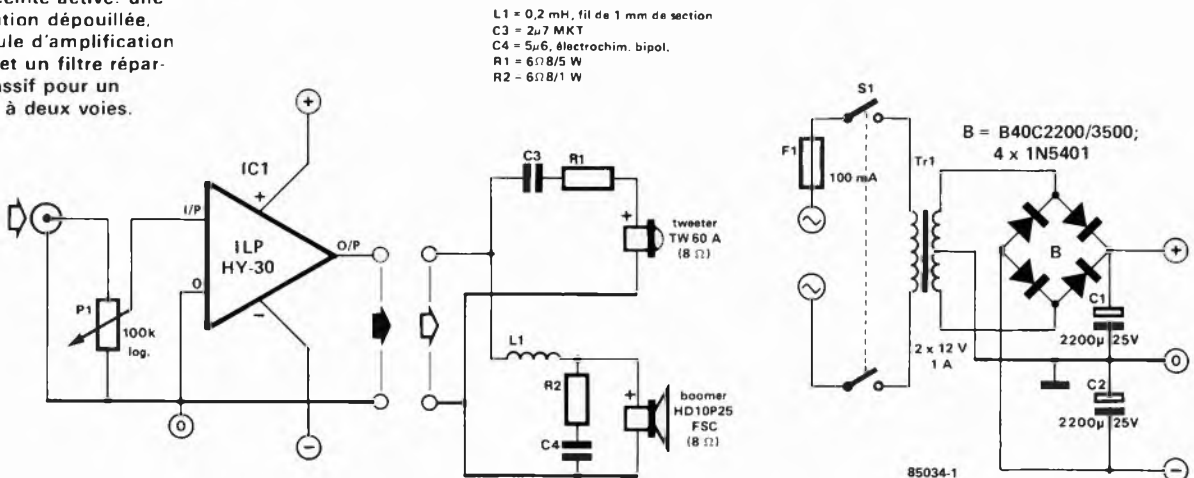 ceinte active: une
ation dépouillée,
ule d'amplification
et un filtre répar-
assif pour un
à deux voies.
L1 = 0,2 mH, fil de 1 mm de section
C3 = 2µ7 MKT
C4 = 5µ6, électrochim. bipol.
R1 = 6Ω8/5 W
R2 – 6Ω8/1 W
+
IC1
+
I/P
ILP
HY-30
O/P
O
–
P1
100k
log.
0
–
C3
R1
+
tweeter
TW 60 A
(8 Ω)
L1
R2
C4
+
boomer
HD10P25
FSC
(8 Ω)
S1
F1
100 mA
Tr1
2 x 12 V
1 A
B = B40C2200/3500;
4 x 1N5401
B
+
C1
2200µ 25V
0
C2
2200µ 25V
–
85034-1